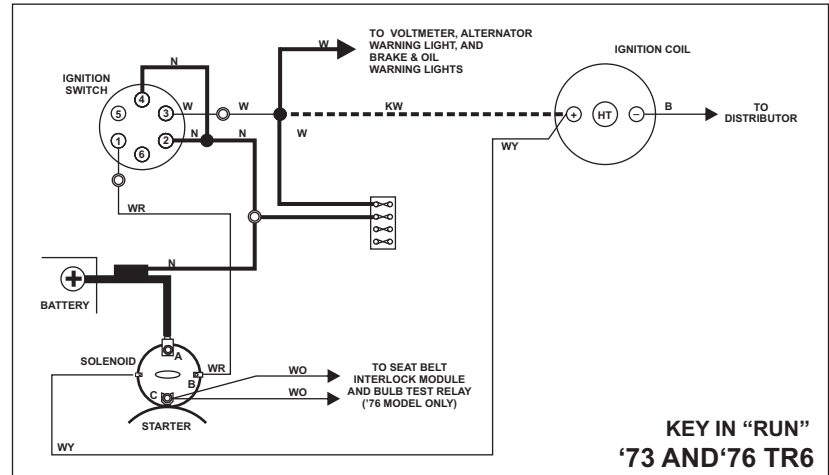 TO VOLTMETER, ALTERNATOR
WARNING LIGHT, AND
BRAKE & OIL
WARNING LIGHTS
IGNITION COIL
W
N
IGNITION
SWITCH
4
5
3
W
W
KW
+
HT
−
B
TO
DISTRIBUTOR
1
2
N
N
W
6
WY
WR
N
+
BATTERY
SOLENOID
A
WR
B
C
WO
WO
TO SEAT BELT
INTERLOCK MODULE
AND BULB TEST RELAY
('76 MODEL ONLY)
STARTER
WY
KEY IN “RUN”
‘73 AND‘76 TR6